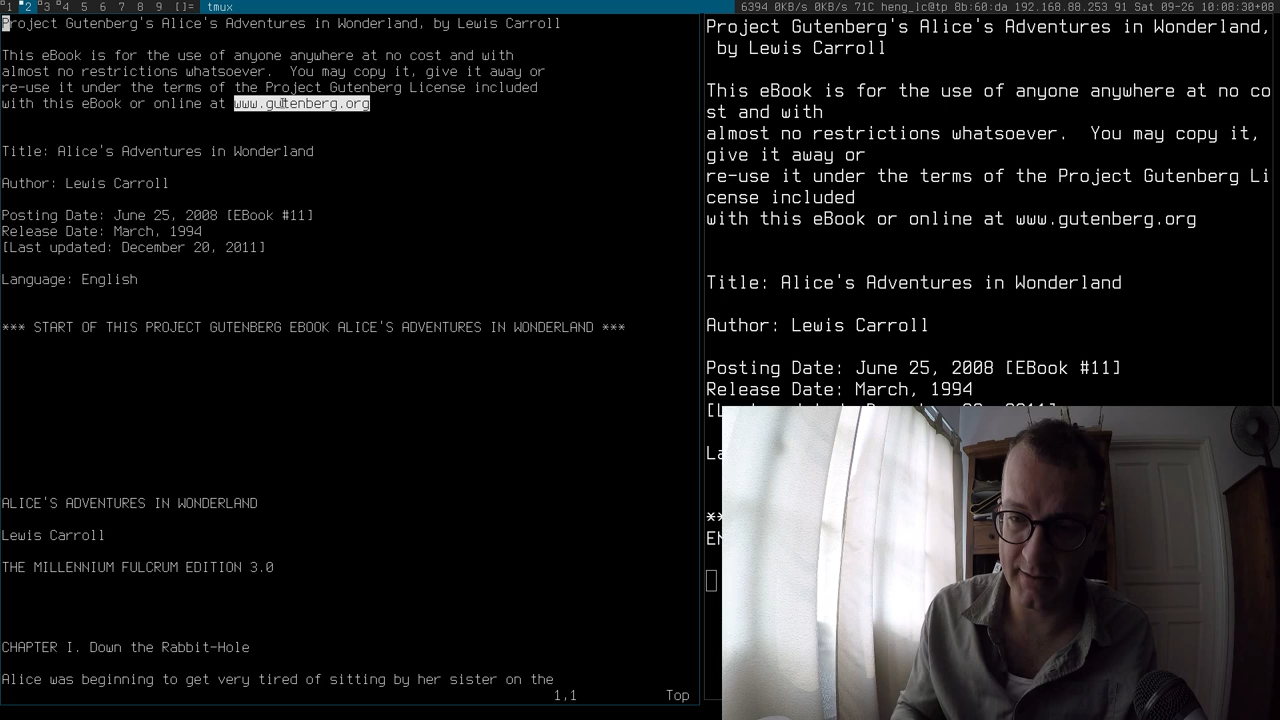 1 2 3 4 5 6 7 8 9 []= tmux 6394 0KB/s 0KB/s 71C heng_lc@tp 8b:60:da 192.168.88.253 91 Sat 09-26 10:08:30+08
Project Gutenberg's Alice's Adventures in Wonderland, by Lewis Carroll
This eBook is for the use of anyone anywhere at no cost and with
almost no restrictions whatsoever.  You may copy it, give it away or
re-use it under the terms of the Project Gutenberg License included
with this eBook or online at www.gutenberg.org
Title: Alice's Adventures in Wonderland
Author: Lewis Carroll
Posting Date: June 25, 2008 [EBook #11]
Release Date: March, 1994
[Last updated: December 20, 2011]
Language: English
*** START OF THIS PROJECT GUTENBERG EBOOK ALICE'S ADVENTURES IN WONDERLAND ***
ALICE'S ADVENTURES IN WONDERLAND
Lewis Carroll
THE MILLENNIUM FULCRUM EDITION 3.0
CHAPTER I. Down the Rabbit-Hole
Alice was beginning to get very tired of sitting by her sister on the
1,1 Top
Project Gutenberg's Alice's Adventures in Wonderland,
by Lewis Carroll
This eBook is for the use of anyone anywhere at no co
st and with
almost no restrictions whatsoever.  You may copy it,
give it away or
re-use it under the terms of the Project Gutenberg Li
cense included
with this eBook or online at www.gutenberg.org
Title: Alice's Adventures in Wonderland
Author: Lewis Carroll
Posting Date: June 25, 2008 [EBook #11]
Release Date: March, 1994
[L
La
**
EN